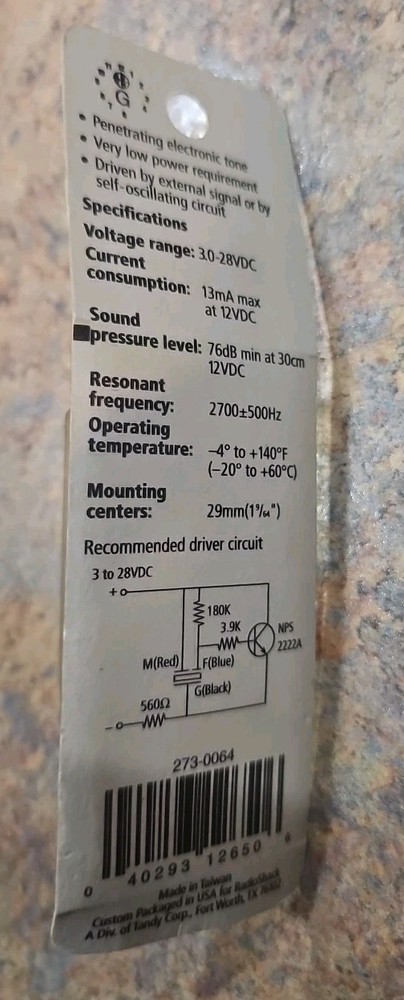 G
• Penetrating electronic tone
• Very low power requirement
• Driven by external signal or by
self-oscillating circuit
Specifications
Voltage range: 3.0-28VDC
Current
consumption: 13mA max
at 12VDC
Sound
pressure level: 76dB min at 30cm
12VDC
Resonant
frequency: 2700±500Hz
Operating
temperature: –4° to +140°F
(–20° to +60°C)
Mounting
centers: 29mm(1 9/64")
Recommended driver circuit
3 to 28VDC
+
180K
3.9K
NPS
2222A
M(Red)
F(Blue)
G(Black)
560Ω
–
273-0064
0 40293 12650 6
Made in Taiwan
Custom Packaged in USA for RadioShack
A Div. of Tandy Corp., Fort Worth, TX 76102